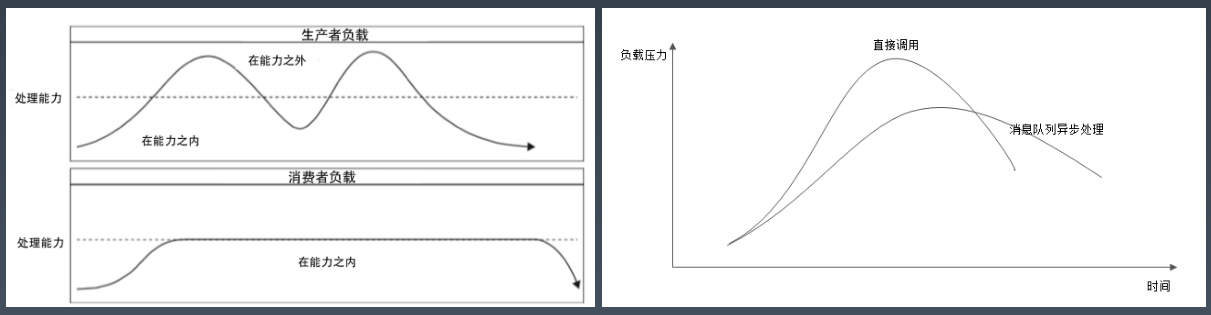 生产者负载
在能力之外
处理能力
在能力之内
消费者负载
处理能力
在能力之内
直接调用
负载压力
消息队列异步处理
时间